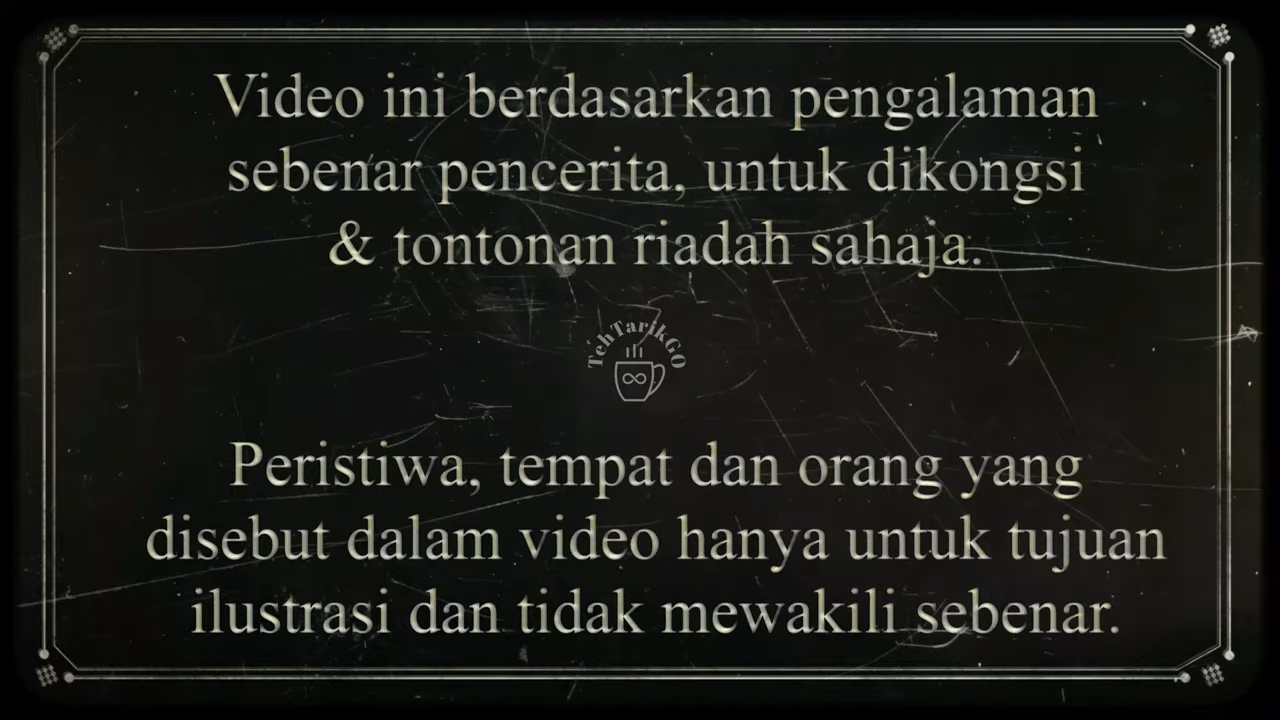 Video ini berdasarkan pengalaman
sebenar pencerita, untuk dikongsi
& tontonan riadah sahaja.
TehTarikGO
Peristiwa, tempat dan orang yang
disebut dalam video hanya untuk tujuan
ilustrasi dan tidak mewakili sebenar.